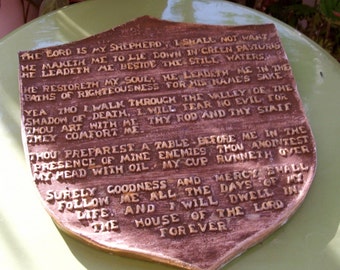 THE LORD IS MY SHEPHERD, I SHALL NOT WANT,
HE MAKETH ME TO LIE DOWN IN GREEN PASTURES
HE LEADETH ME BESIDE THE STILL WATERS,
HE RESTORETH MY SOUL, HE LEADETH ME IN THE
PATHS OF RIGHTEOUSNESS FOR HIS NAME'S SAKE
YEA, THO I WALK THROUGH THE VALLEY OF THE
SHADOW OF DEATH, I WILL FEAR NO EVIL FOR
THOU ART WITH ME, THY ROD AND THY STAFF
THEY COMFORT ME.
THOU PREPAREST A TABLE BEFORE ME IN THE
PRESENCE OF MINE ENEMIES THOU ANOINTEST
MY HEAD WITH OIL, MY CUP RUNNETH OVER
SURELY GOODNESS AND MERCY SHALL
FOLLOW ME ALL THE DAYS OF MY
LIFE, AND I WILL DWELL IN
THE HOUSE OF THE LORD
FOREVER